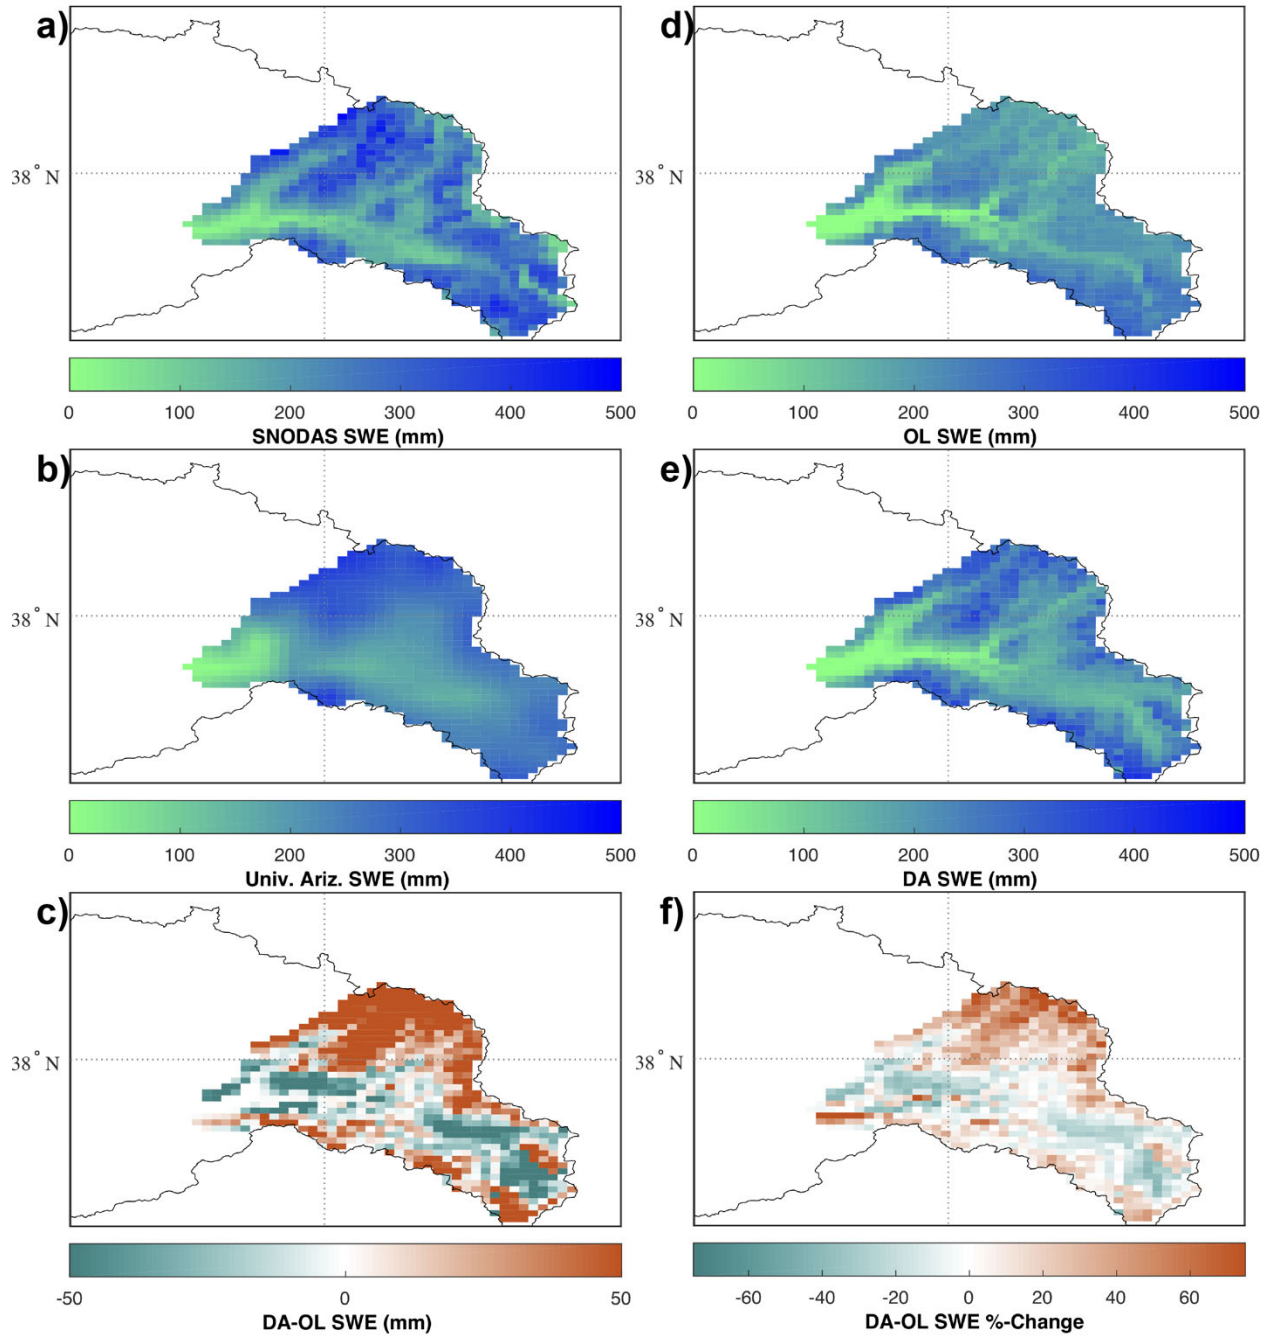 a)
38° N
0 100 200 300 400 500
SNODAS SWE (mm)
d)
38° N
0 100 200 300 400 500
OL SWE (mm)
b)
38° N
0 100 200 300 400 500
Univ. Ariz. SWE (mm)
e)
38° N
0 100 200 300 400 500
DA SWE (mm)
c)
38° N
-50 0 50
DA-OL SWE (mm)
f)
38° N
-60 -40 -20 0 20 40 60
DA-OL SWE %-Change